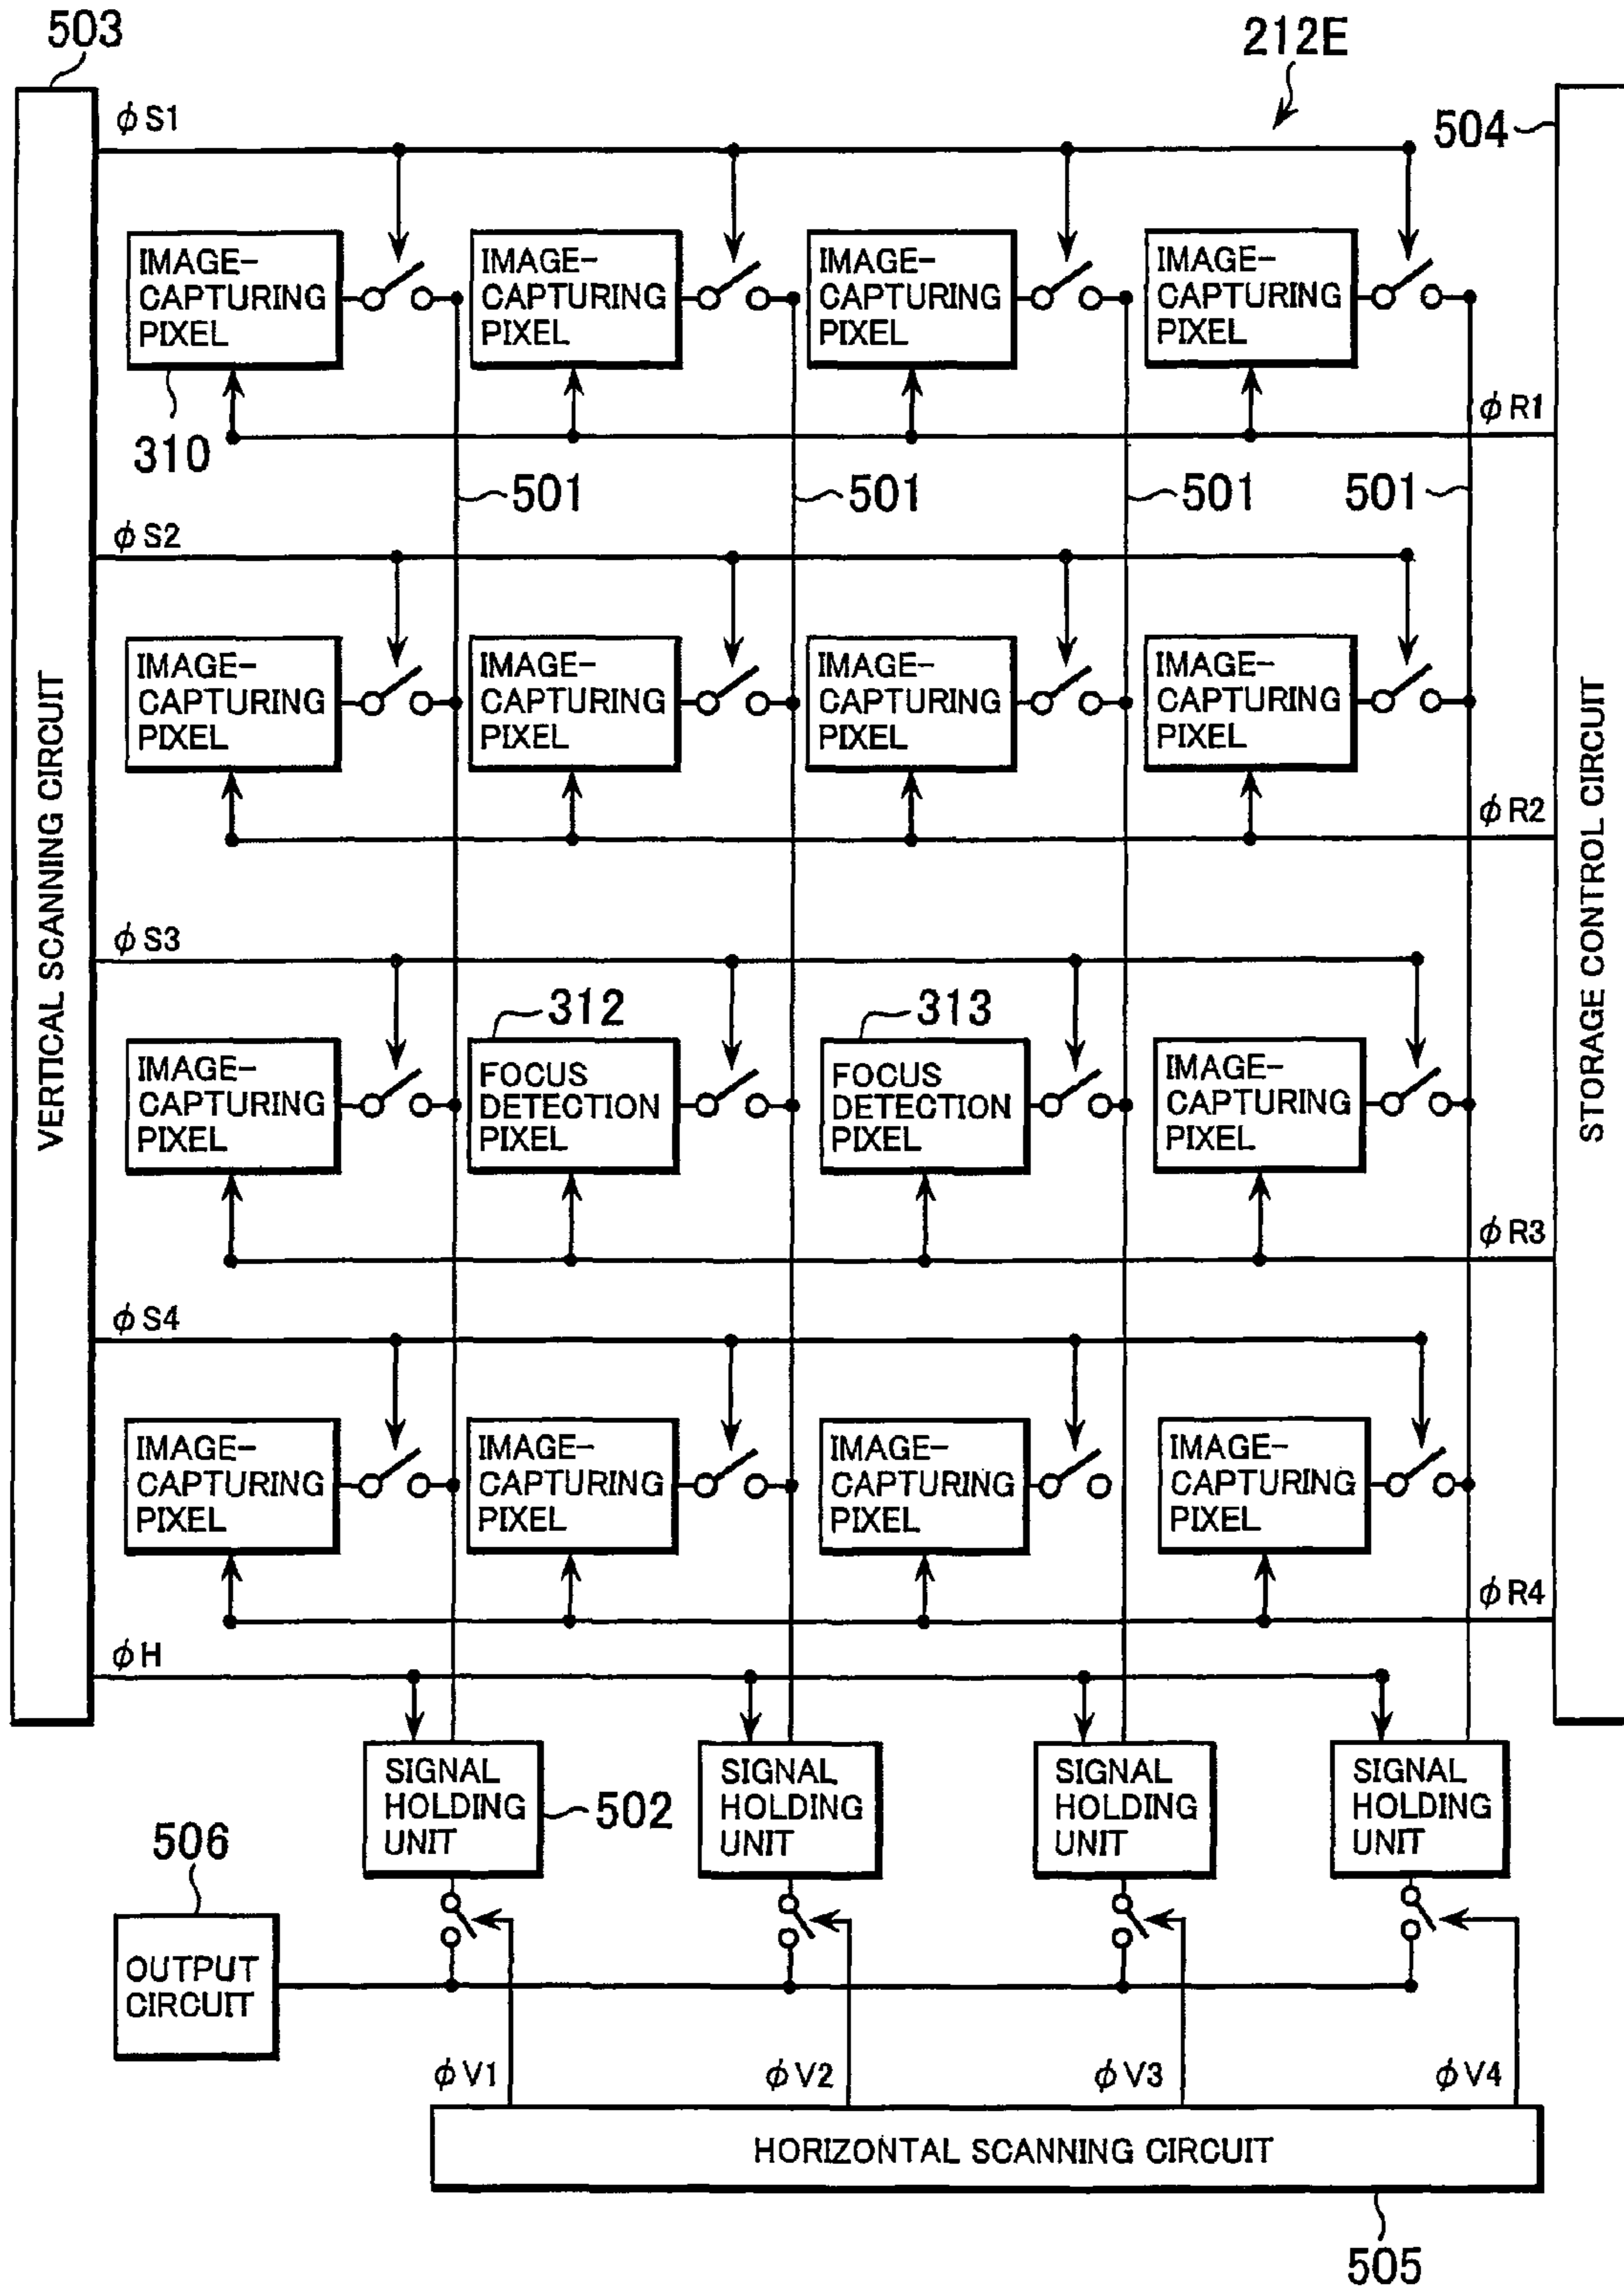 503
212E
φS1
504
IMAGE-
CAPTURING
PIXEL
IMAGE-
CAPTURING
PIXEL
IMAGE-
CAPTURING
PIXEL
IMAGE-
CAPTURING
PIXEL
310
φR1
501
501
501
501
φS2
IMAGE-
CAPTURING
PIXEL
IMAGE-
CAPTURING
PIXEL
IMAGE-
CAPTURING
PIXEL
IMAGE-
CAPTURING
PIXEL
φR2
VERTICAL SCANNING CIRCUIT
STORAGE CONTROL CIRCUIT
φS3
312
313
IMAGE-
CAPTURING
PIXEL
FOCUS
DETECTION
PIXEL
FOCUS
DETECTION
PIXEL
IMAGE-
CAPTURING
PIXEL
φR3
φS4
IMAGE-
CAPTURING
PIXEL
IMAGE-
CAPTURING
PIXEL
IMAGE-
CAPTURING
PIXEL
IMAGE-
CAPTURING
PIXEL
φR4
φH
SIGNAL
HOLDING
UNIT
502
SIGNAL
HOLDING
UNIT
SIGNAL
HOLDING
UNIT
SIGNAL
HOLDING
UNIT
506
OUTPUT
CIRCUIT
φV1
φV2
φV3
φV4
HORIZONTAL SCANNING CIRCUIT
505